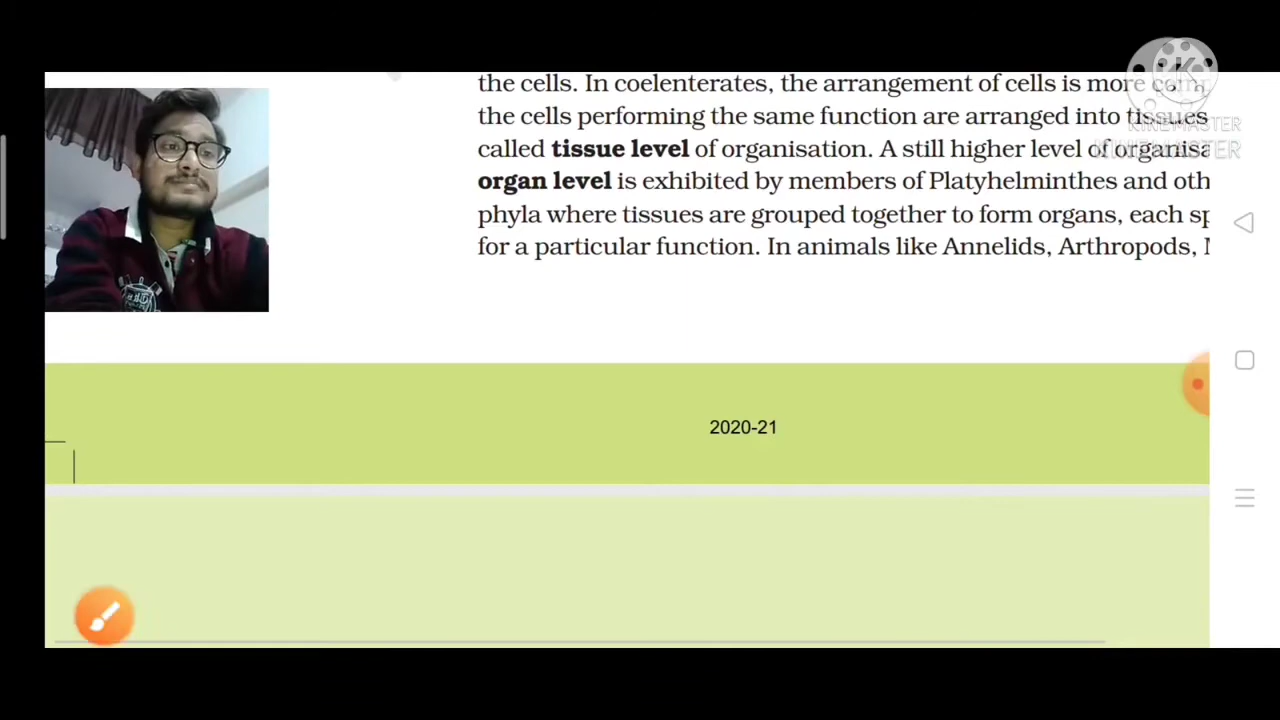 the cells. In coelenterates, the arrangement of cells is more
the cells performing the same function are arranged into tissues
called tissue level of organisation. A still higher level of organisa
organ level is exhibited by members of Platyhelminthes and oth
phyla where tissues are grouped together to form organs, each sp
for a particular function. In animals like Annelids, Arthropods, M
2020-21
KINEMASTER
KINEMASTER